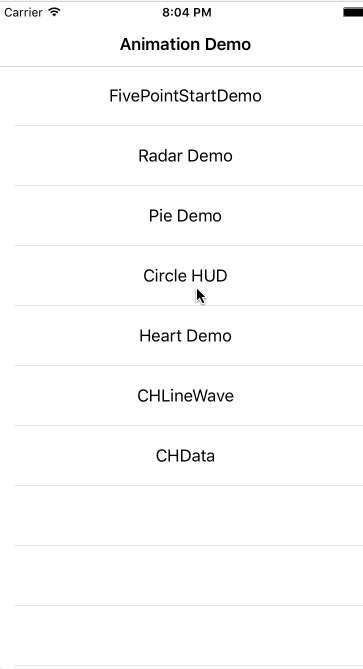 Carrier 8:04 PM
Animation Demo
FivePointStartDemo
Radar Demo
Pie Demo
Circle HUD
Heart Demo
CHLineWave
CHData